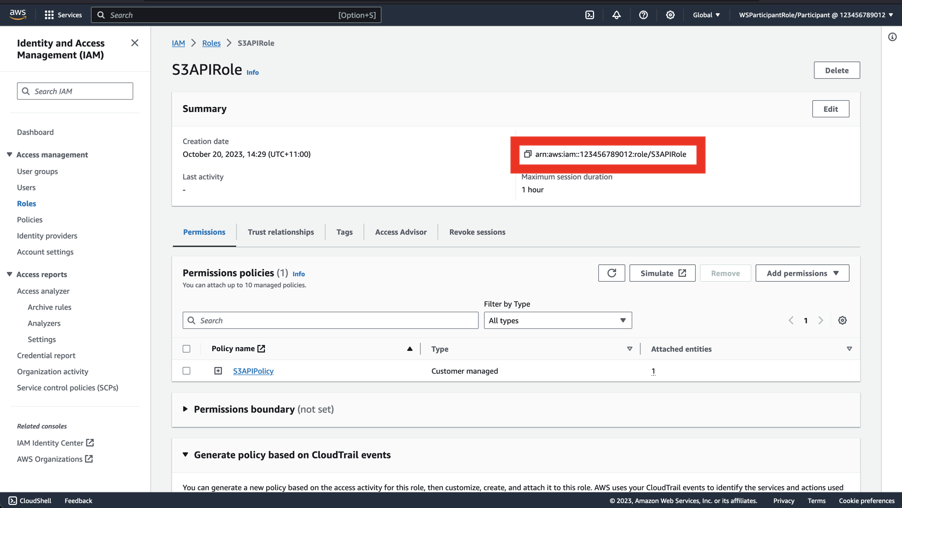 aws
Services
Search
[Option+S]
Global
WSParticipantRole/Participant @ 123456789012
Identity and Access
Management (IAM)
Search IAM
Dashboard
Access management
User groups
Users
Roles
Policies
Identity providers
Account settings
Access reports
Access analyzer
Archive rules
Analyzers
Settings
Credential report
Organization activity
Service control policies (SCPs)
Related consoles
IAM Identity Center
AWS Organizations
IAM > Roles > S3APIRole
S3APIRole Info
Delete
Summary
Edit
Creation date
October 20, 2023, 14:29 (UTC+11:00)
arn:aws:iam::123456789012:role/S3APIRole
Last activity
-
Maximum session duration
1 hour
Permissions
Trust relationships
Tags
Access Advisor
Revoke sessions
Permissions policies (1) Info
You can attach up to 10 managed policies.
Simulate
Remove
Add permissions
Filter by Type
Search
All types
1
Policy name
Type
Attached entities
S3APIPolicy
Customer managed
1
Permissions boundary (not set)
Generate policy based on CloudTrail events
You can generate a new policy based on the access activity for this role, then customize, create, and attach it to this role. AWS uses your CloudTrail events to identify the services and actions used
CloudShell
Feedback
© 2023, Amazon Web Services, Inc. or its affiliates.
Privacy
Terms
Cookie preferences